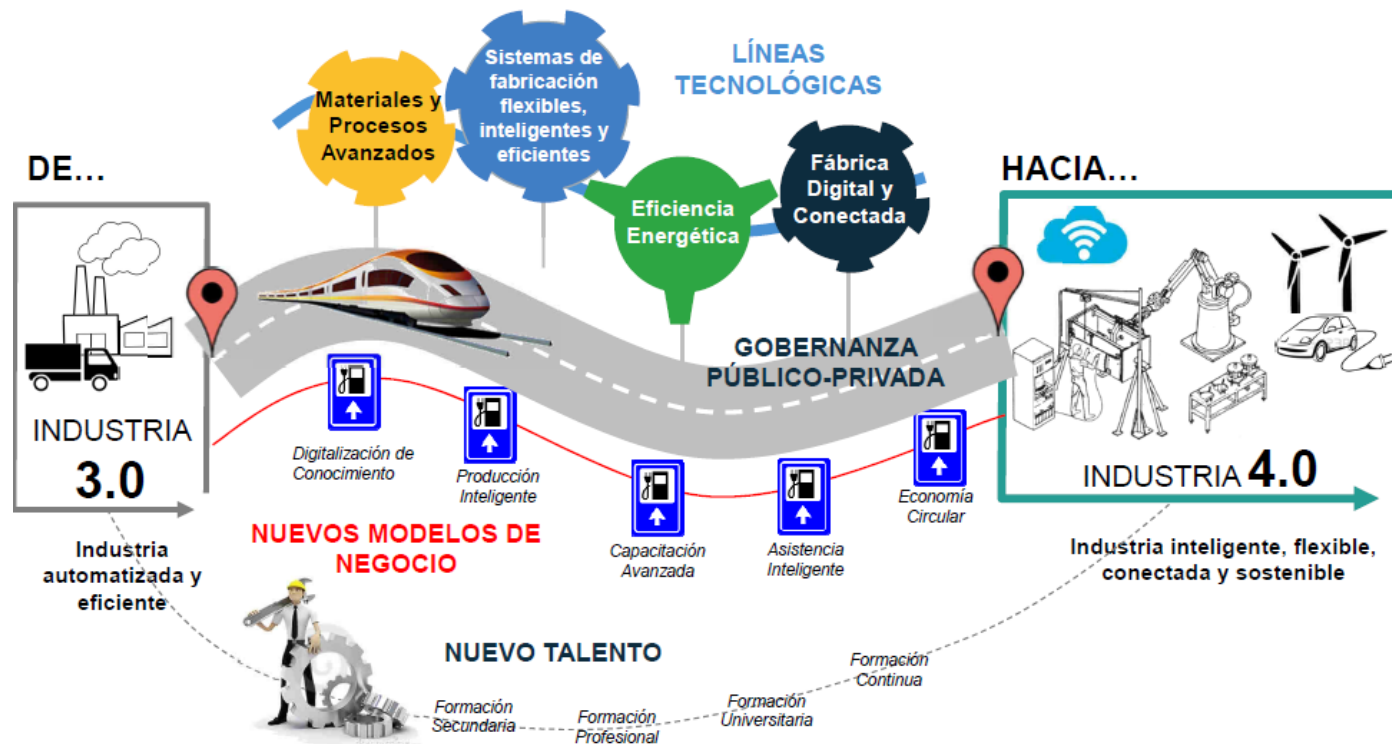 DE...
Materiales y
Procesos
Avanzados
Sistemas de
fabricación
flexibles,
inteligentes y
eficientes
LÍNEAS
TECNOLÓGICAS
Eficiencia
Energética
Fábrica
Digital y
Conectada
HACIA...
INDUSTRIA
3.0
Industria
automatizada y
eficiente
GOBERNANZA
PÚBLICO-PRIVADA
Digitalización de
Conocimiento
Producción
Inteligente
Capacitación
Avanzada
Asistencia
Inteligente
Economía
Circular
NUEVOS MODELOS DE
NEGOCIO
INDUSTRIA 4.0
Industria inteligente, flexible,
conectada y sostenible
NUEVO TALENTO
Formación
Secundaria
Formación
Profesional
Formación
Universitaria
Formación
Continua